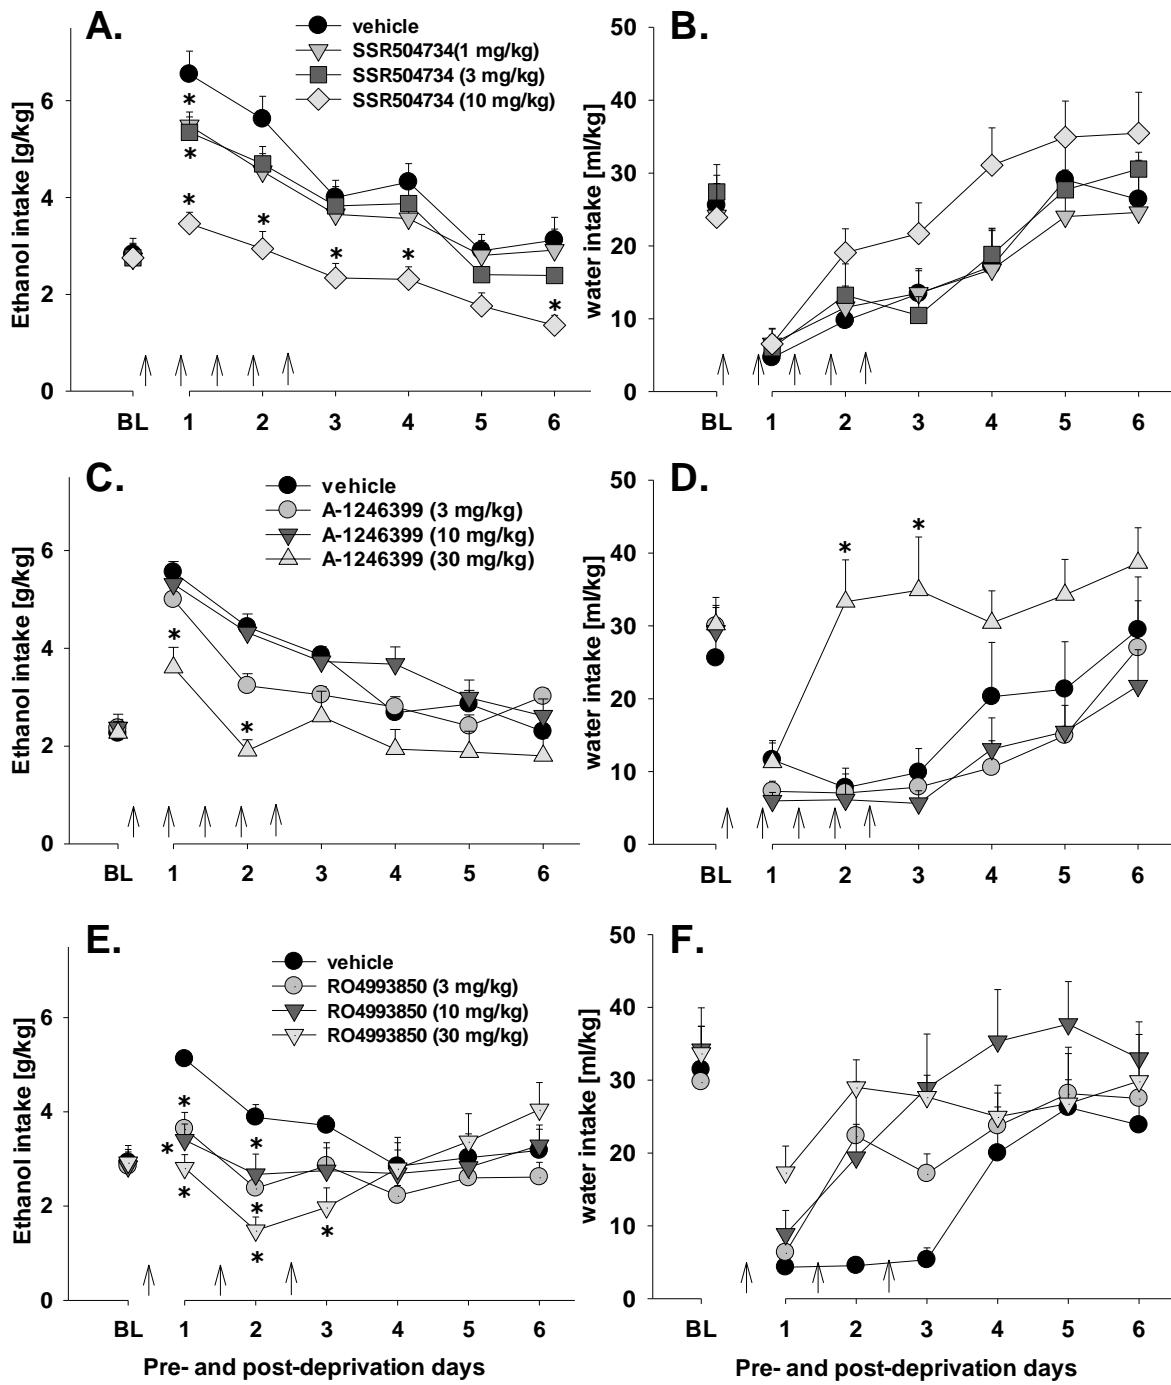 A.
vehicle
SSR504734(1 mg/kg)
SSR504734 (3 mg/kg)
SSR504734 (10 mg/kg)
Ethanol intake [g/kg]
6
4
2
0
* * * * * * *
BL 1 2 3 4 5 6
B.
water intake [ml/kg]
50
40
30
20
10
0
BL 1 2 3 4 5 6
C.
vehicle
A-1246399 (3 mg/kg)
A-1246399 (10 mg/kg)
A-1246399 (30 mg/kg)
Ethanol intake [g/kg]
6
4
2
0
* *
BL 1 2 3 4 5 6
D.
water intake [ml/kg]
50
40
30
20
10
0
* *
BL 1 2 3 4 5 6
E.
vehicle
RO4993850 (3 mg/kg)
RO4993850 (10 mg/kg)
RO4993850 (30 mg/kg)
Ethanol intake [g/kg]
6
4
2
0
* * * * * * *
BL 1 2 3 4 5 6
Pre- and post-deprivation days
F.
water intake [ml/kg]
50
40
30
20
10
0
BL 1 2 3 4 5 6
Pre- and post-deprivation days